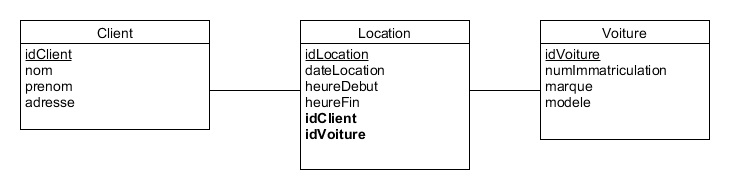 Client
idClient
nom
prenom
adresse
Location
idLocation
dateLocation
heureDebut
heureFin
idClient
idVoiture
Voiture
idVoiture
numImmatriculation
marque
modele